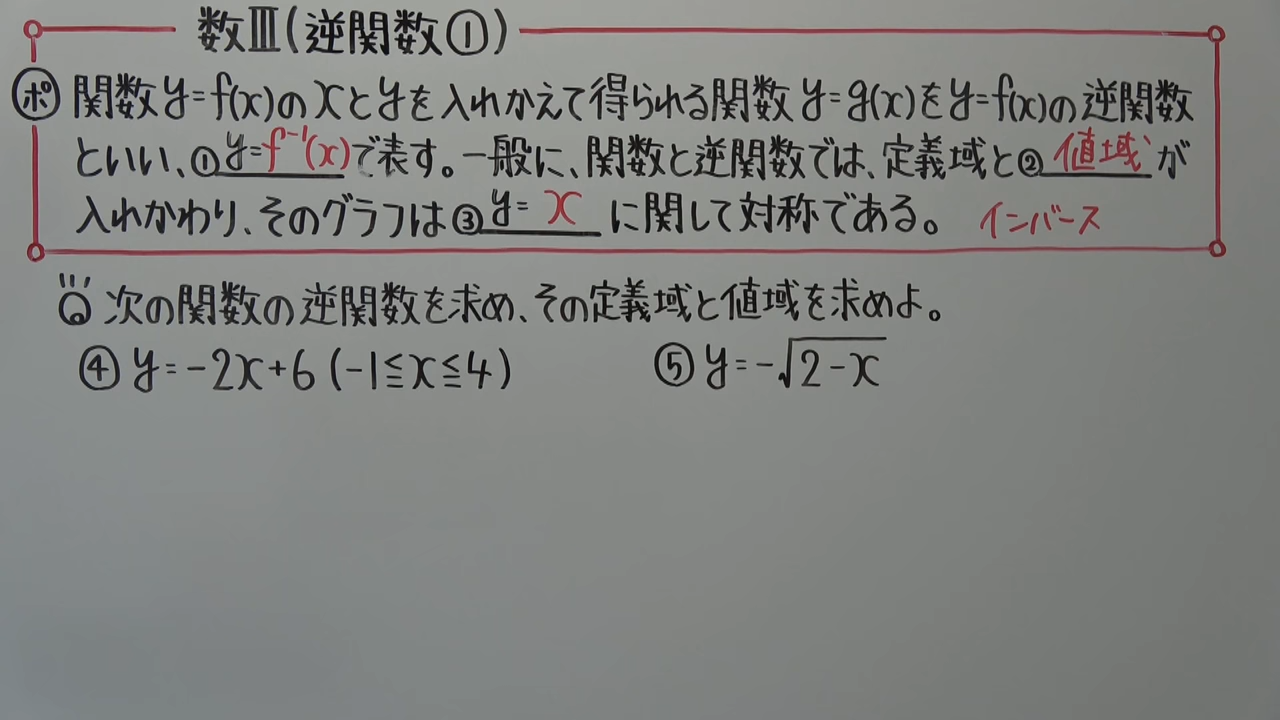 数Ⅲ(逆関数①)
ポ 関数y=f(x)のxとyを入れかえて得られる関数y=g(x)をy=f(x)の逆関数
といい、①y=f⁻¹(x)で表す。一般に、関数と逆関数では、定義域と②値域が
入れかわり、そのグラフは③y=xに関して対称である。 インバース
次の関数の逆関数を求め、その定義域と値域を求めよ。
④ y=-2x+6 (-1≦x≦4) ⑤ y=-√(2-x)